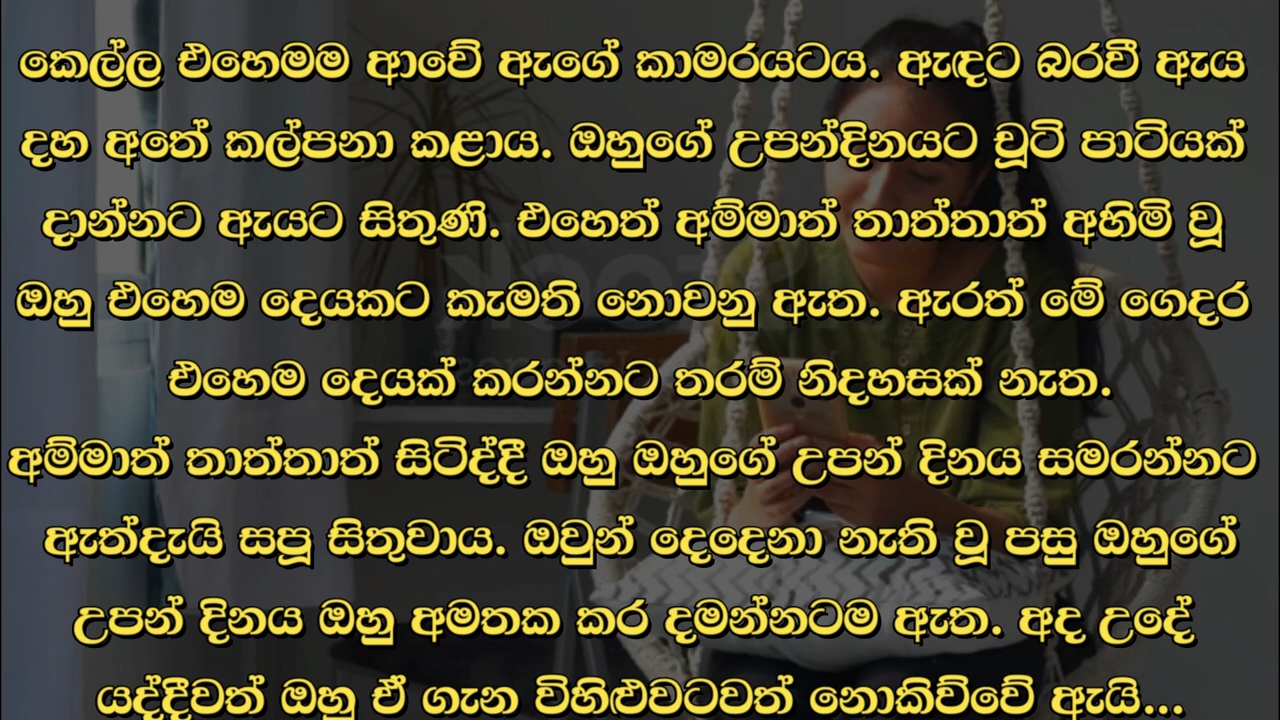 කෙල්ල එහෙමම ආවේ ඇගේ කාමරයටය. ඇඳට බරවී ඇය
දහ අතේ කල්පනා කළාය. ඔහුගේ උපන්දිනයට චූටි පාටියක්
දාන්නට ඇයට සිතුණි. එහෙත් අම්මාත් තාත්තාත් අහිමි වූ
ඔහු එහෙම දෙයකට කැමති නොවනු ඇත. ඇරත් මේ ගෙදර
එහෙම දෙයක් කරන්නට තරම් නිදහසක් නැත.
අම්මාත් තාත්තාත් සිටිද්දී ඔහු ඔහුගේ උපන් දිනය සමරන්නට
ඇත්දැයි සපූ සිතුවාය. ඔවුන් දෙදෙනා නැති වූ පසු ඔහුගේ
උපන් දිනය ඔහු අමතක කර දමන්නටම ඇත. අද උදේ
යද්දීවත් ඔහු ඒ ගැන විහිළුවටවත් නොකිව්වේ ඇයි...